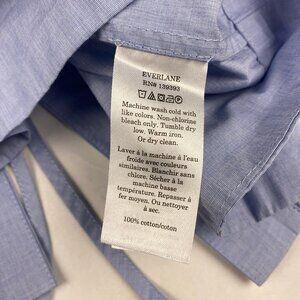 EVERLANE
RN# 139393
Machine wash cold with
like colors. Non-chlorine
bleach only. Tumble dry
low. Warm iron.
Or dry clean.
Laver à la machine à l'eau
froide avec couleurs
similaires. Blanchir sans
chlore. Sécher à la
machine basse
température. Repasser à
fer moyen. Ou nettoyer
à sec.
100% cotton/coton